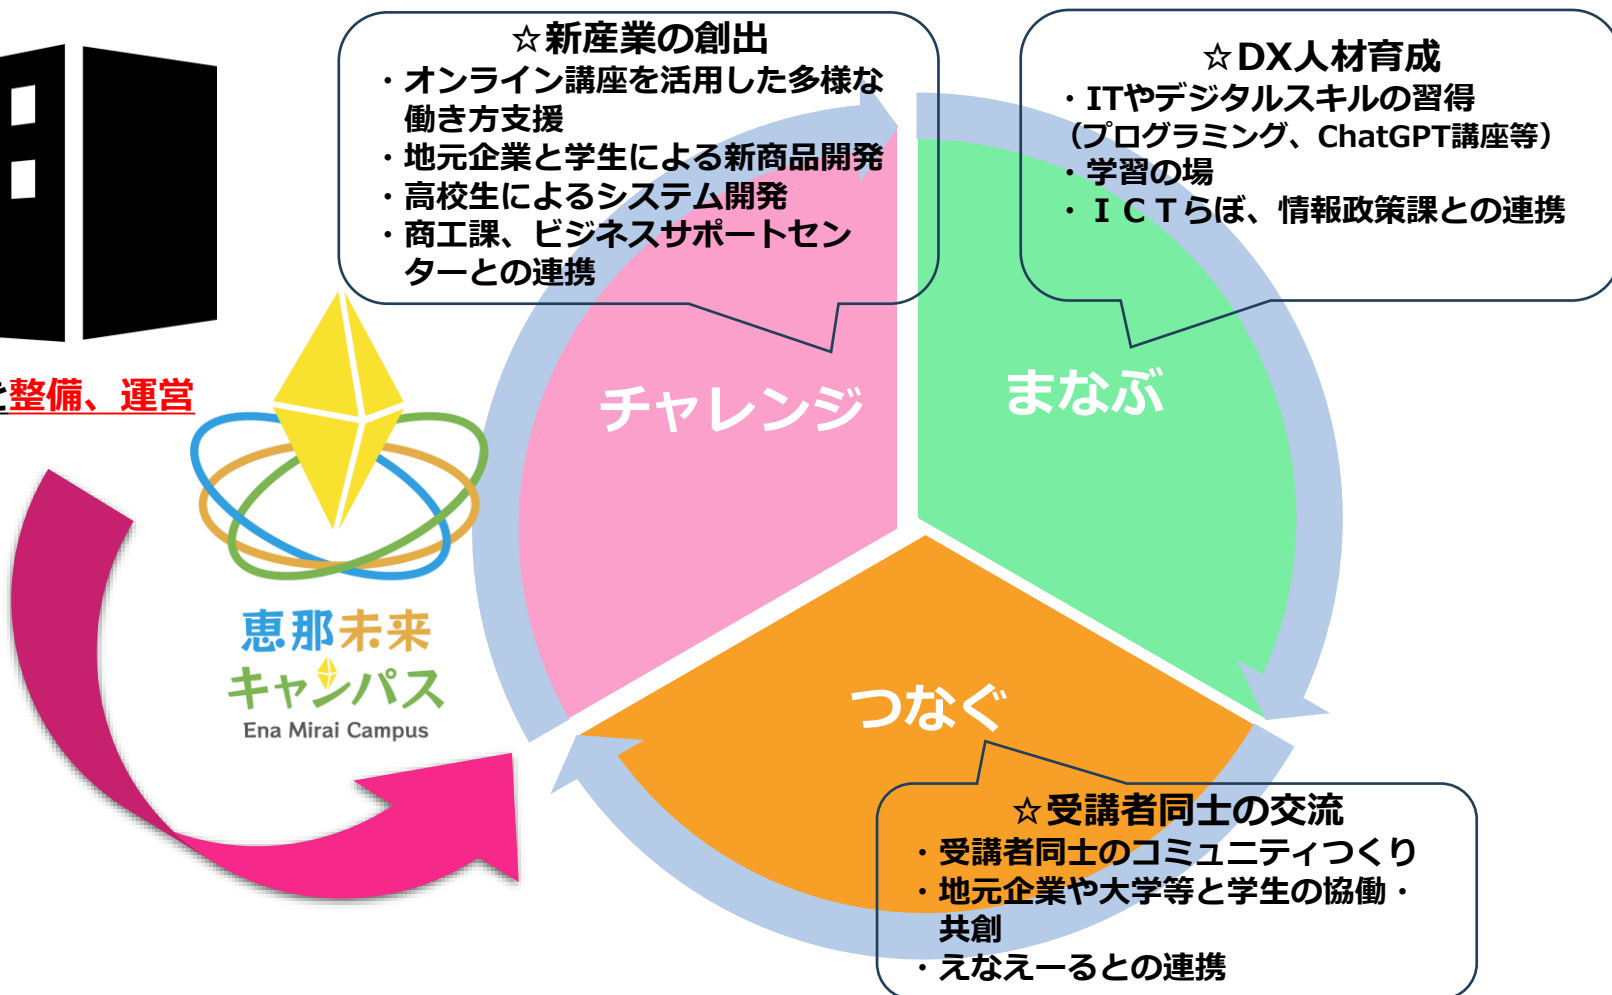 ☆新産業の創出
・オンライン講座を活用した多様な
働き方支援
・地元企業と学生による新商品開発
・高校生によるシステム開発
・商工課、ビジネスサポートセン
ターとの連携
☆DX人材育成
・ITやデジタルスキルの習得
（プログラミング、ChatGPT講座等）
・学習の場
・ＩＣＴらぼ、情報政策課との連携
整備、運営
チャレンジ
まなぶ
つなぐ
恵那未来
キャンパス
Ena Mirai Campus
☆受講者同士の交流
・受講者同士のコミュニティつくり
・地元企業や大学等と学生の協働・
共創
・えなえーるとの連携